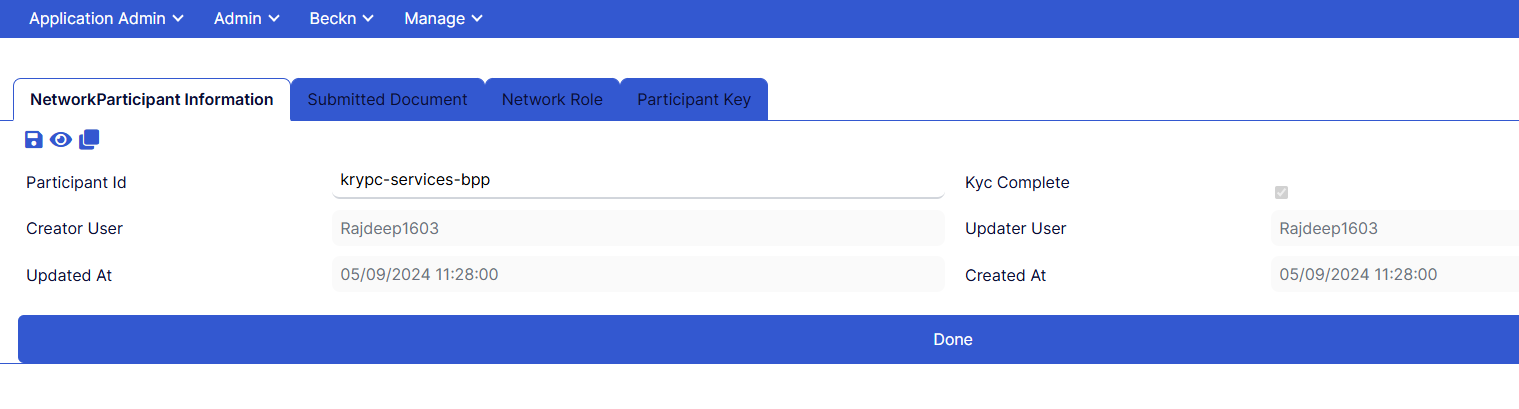 Application Admin Admin Beckn Manage
NetworkParticipant Information Submitted Document Network Role Participant Key
Participant Id krypc-services-bpp Kyc Complete
Creator User Rajdeep1603 Updater User Rajdeep1603
Updated At 05/09/2024 11:28:00 Created At 05/09/2024 11:28:00
Done